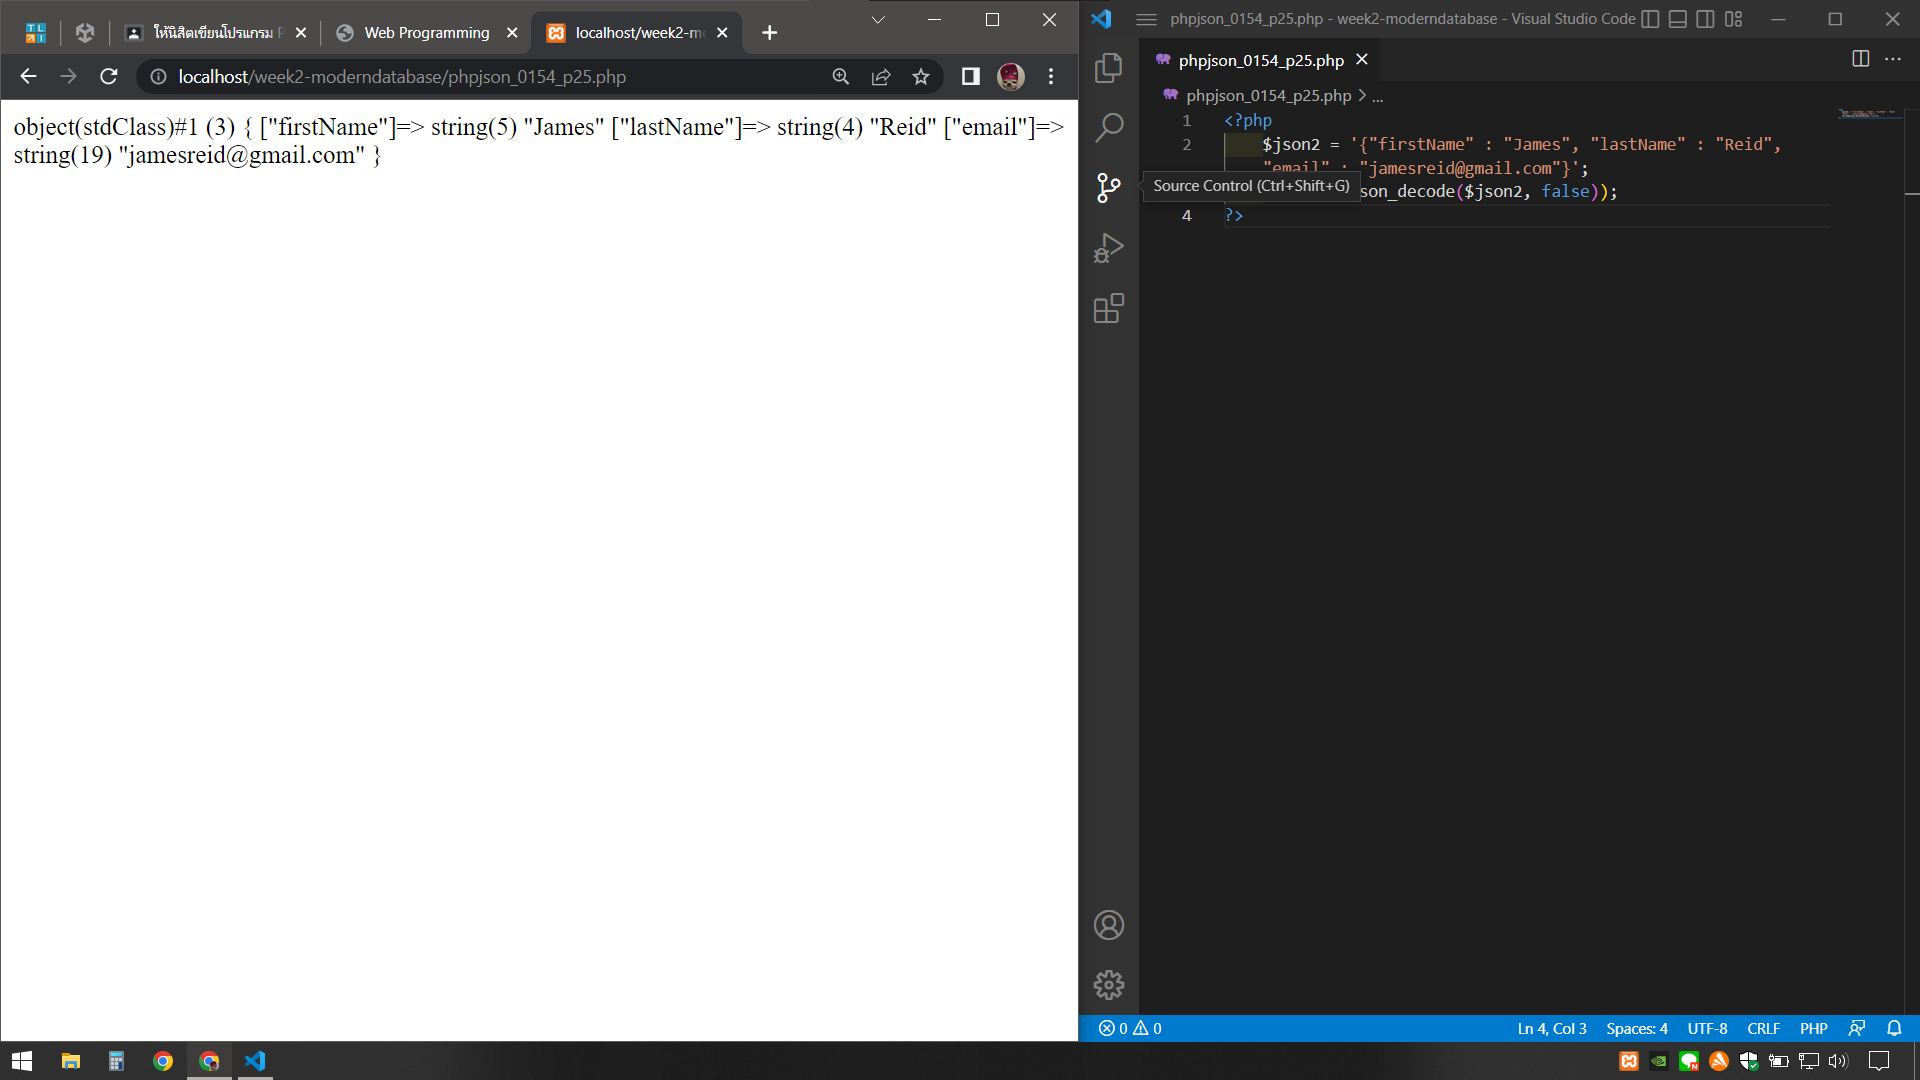 ให้นิสิตเขียนโปรแกรม P
Web Programming
localhost/week2-mo
localhost/week2-moderndatabase/phpjson_0154_p25.php
object(stdClass)#1 (3) { ["firstName"]=> string(5) "James" ["lastName"]=> string(4) "Reid" ["email"]=>
string(19) "jamesreid@gmail.com" }
phpjson_0154_p25.php - week2-moderndatabase - Visual Studio Code
phpjson_0154_p25.php
phpjson_0154_p25.php > ...
1 <?php
2 $json2 = '{"firstName" : "James", "lastName" : "Reid",
"email" : "jamesreid@gmail.com"}';
Source Control (Ctrl+Shift+G)
son_decode($json2, false));
4 ?>
0 0
Ln 4, Col 3
Spaces: 4
UTF-8
CRLF
PHP